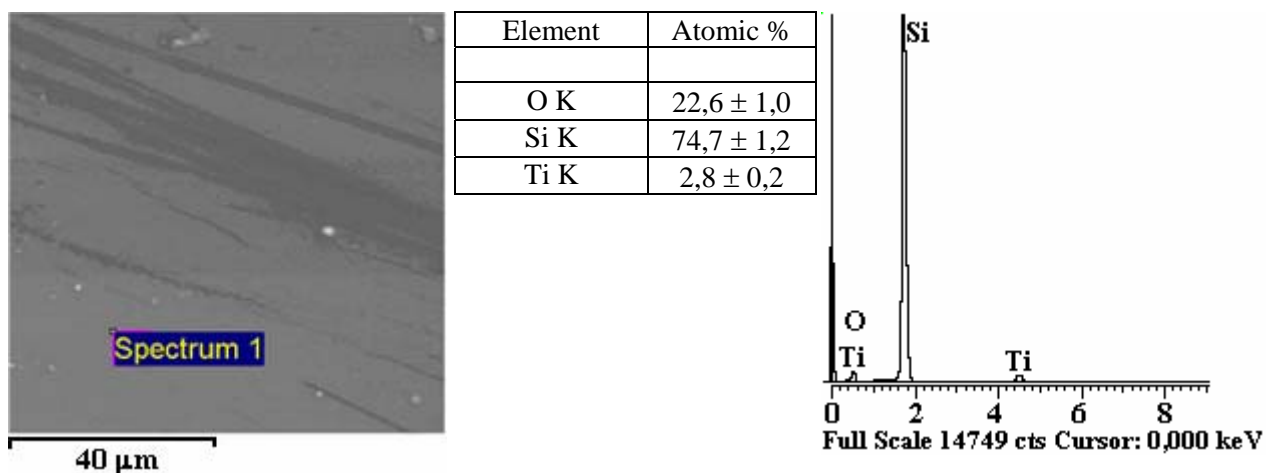 Spectrum 1
40 μm
Element Atomic %
O K 22,6 ± 1,0
Si K 74,7 ± 1,2
Ti K 2,8 ± 0,2
Si
O
Ti
Ti
0 2 4 6 8
Full Scale 14749 cts Cursor: 0,000 keV